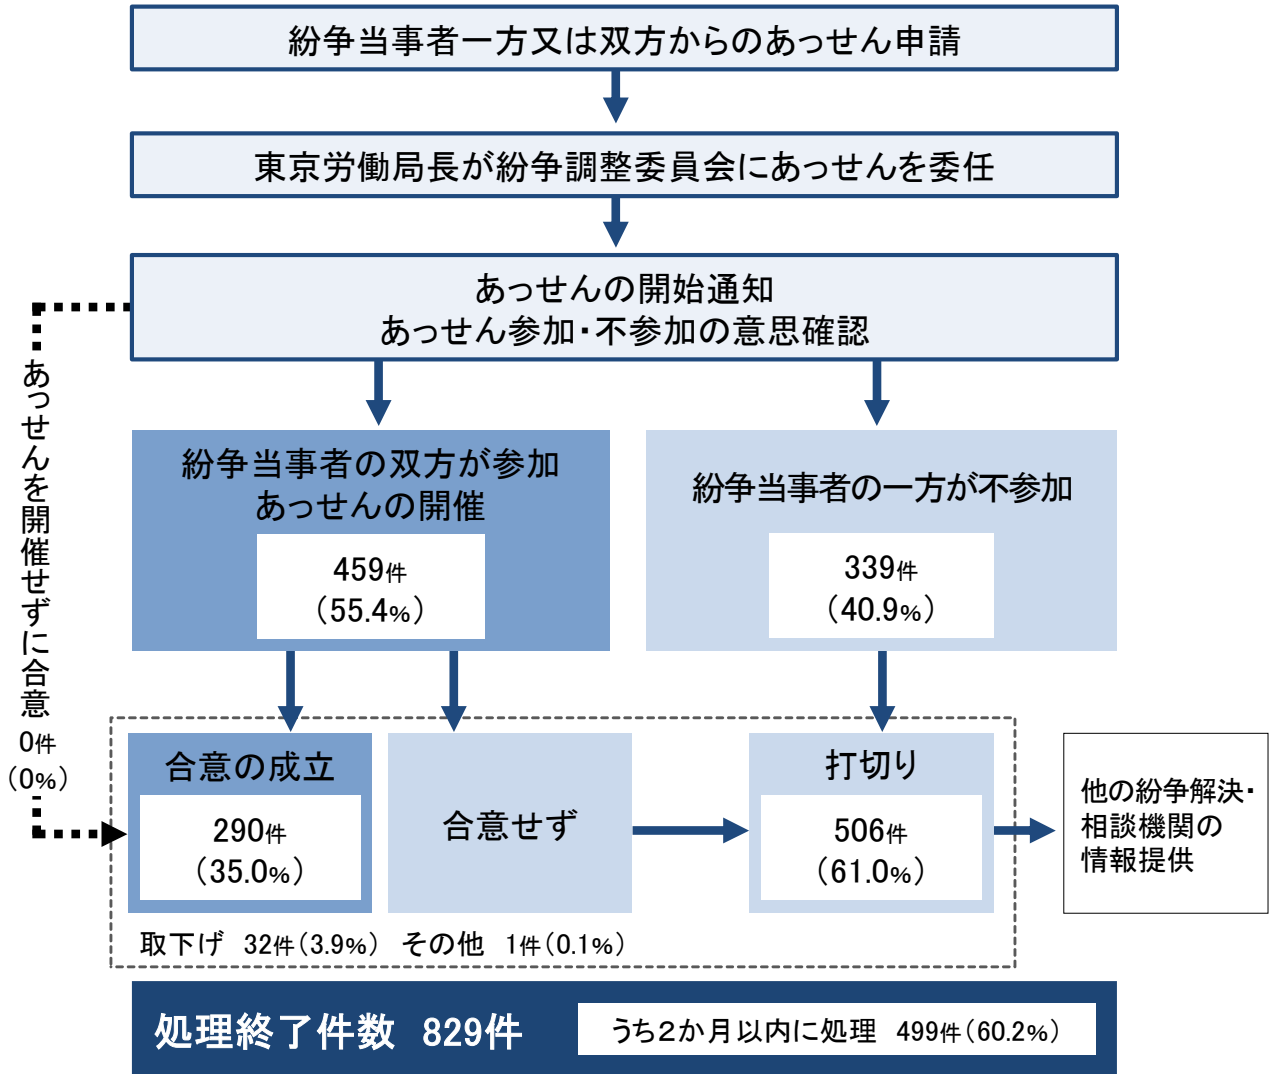 紛争当事者一方又は双方からのあっせん申請
東京労働局長が紛争調整委員会にあっせんを委任
あっせんの開始通知
あっせん参加・不参加の意思確認
あっせんを開催せずに合意
0件
(0%)
紛争当事者の双方が参加
あっせんの開催
459件
(55.4%)
紛争当事者の一方が不参加
339件
(40.9%)
合意の成立
290件
(35.0%)
合意せず
打切り
506件
(61.0%)
他の紛争解決・
相談機関の
情報提供
取下げ 32件(3.9%) その他 1件(0.1%)
処理終了件数 829件
うち2か月以内に処理 499件(60.2%)